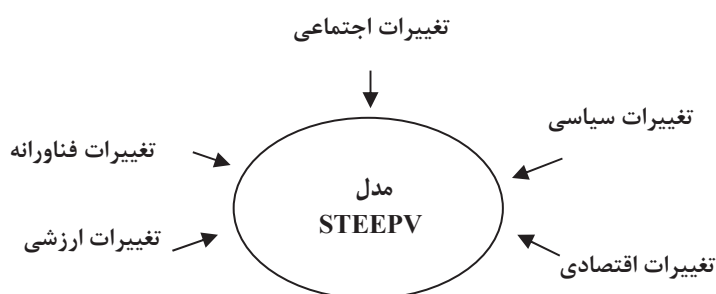 تغییرات اجتماعی
تغییرات سیاسی
تغییرات فناورانه
مدل
STEEPV
تغییرات ارزشی
تغییرات اقتصادی